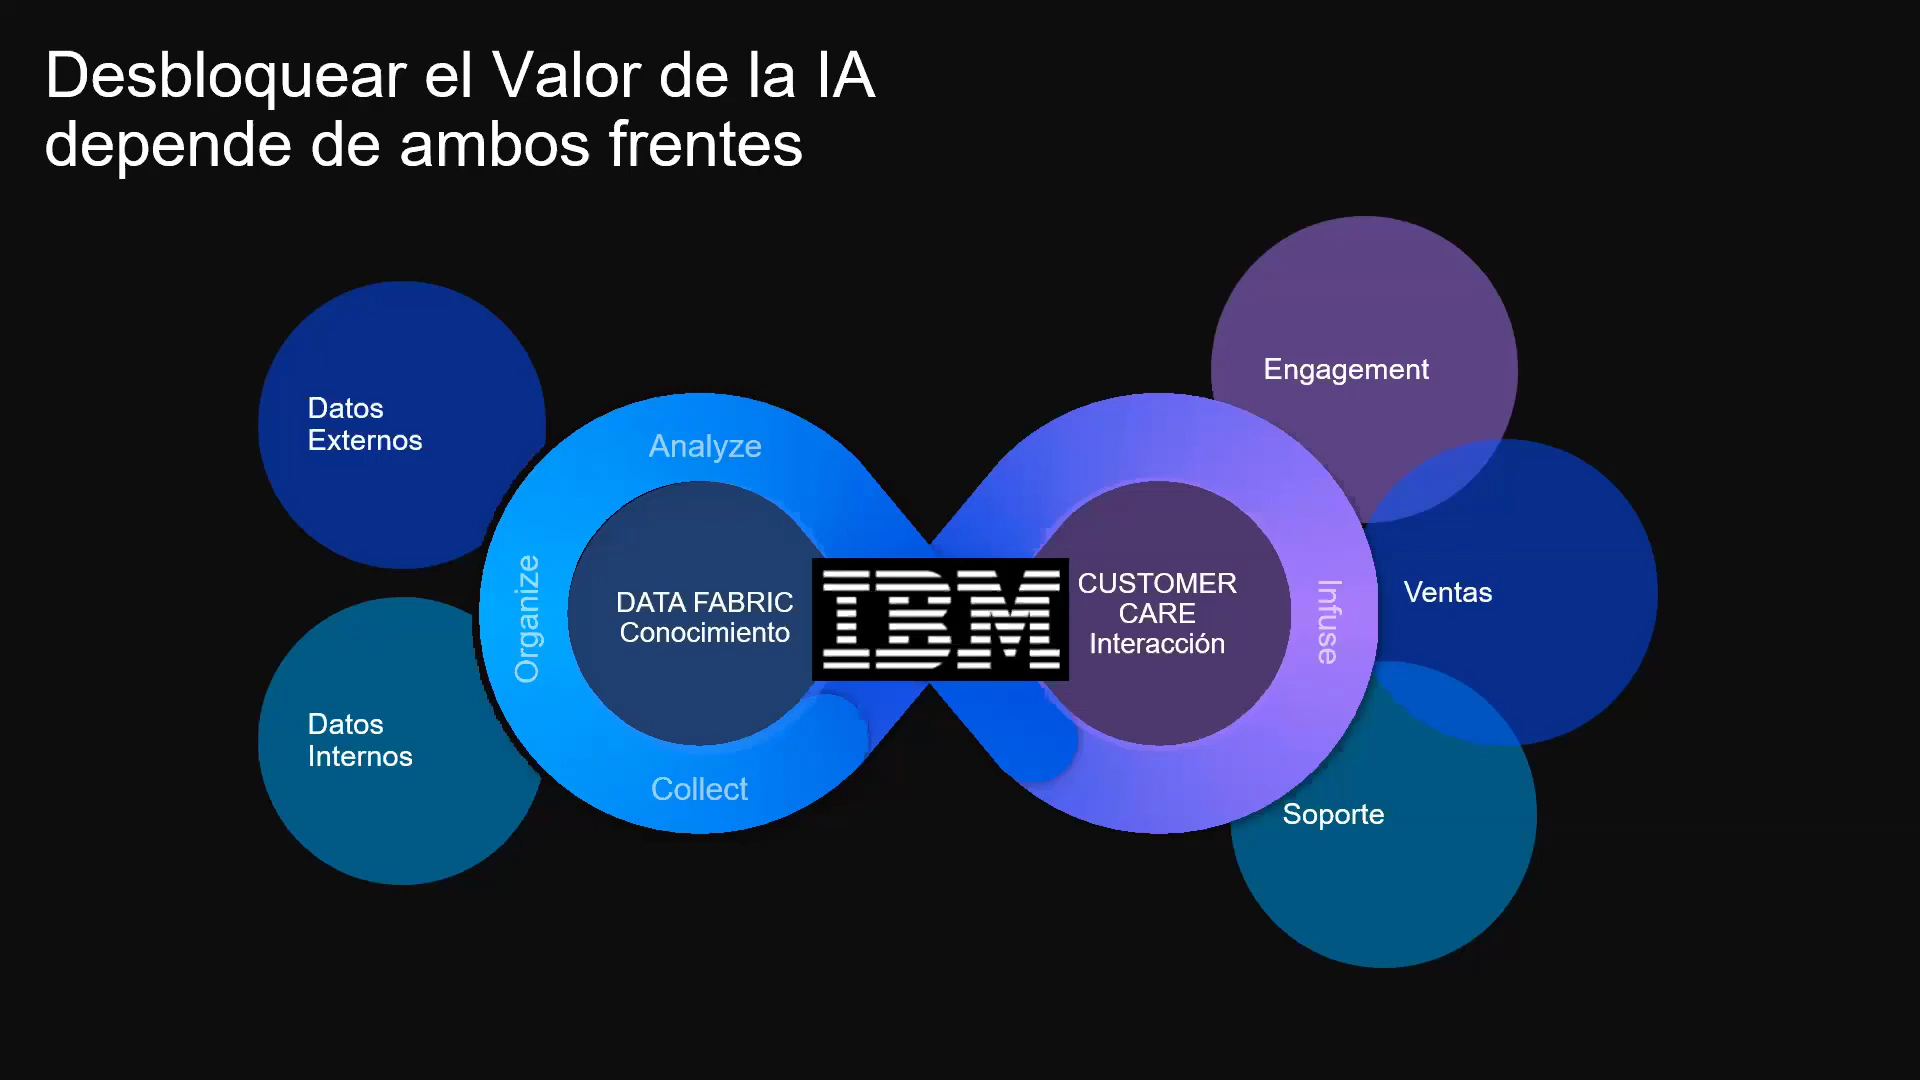 Desbloquear el Valor de la IA
depende de ambos frentes
Datos
Externos
Datos
Internos
Analyze
Organize
Collect
DATA FABRIC
Conocimiento
IBM
CUSTOMER
CARE
Interacción
Infuse
Engagement
Ventas
Soporte